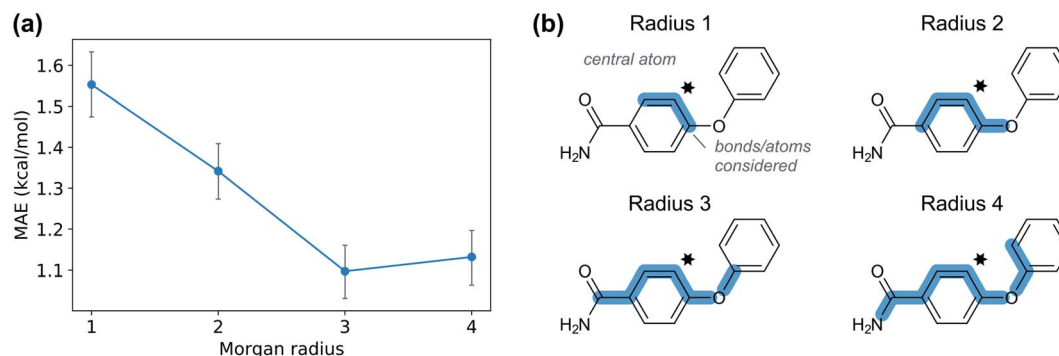 (a)
MAE (kcal/mol)
1.6
1.5
1.4
1.3
1.2
1.1
1 2 3 4
Morgan radius
(b)
Radius 1
central atom
O
H₂N
O
bonds/atoms
considered
Radius 2
O
H₂N
O
Radius 3
O
H₂N
O
Radius 4
O
H₂N
O